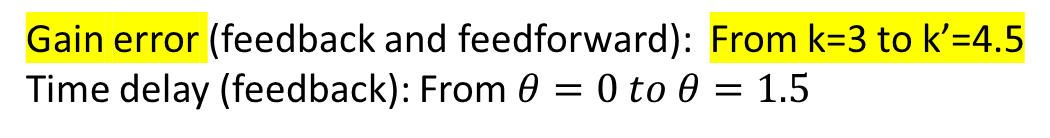 Gain error (feedback and feedforward): From k=3 to k’=4.5
Time delay (feedback): From θ = 0 to θ = 1.5